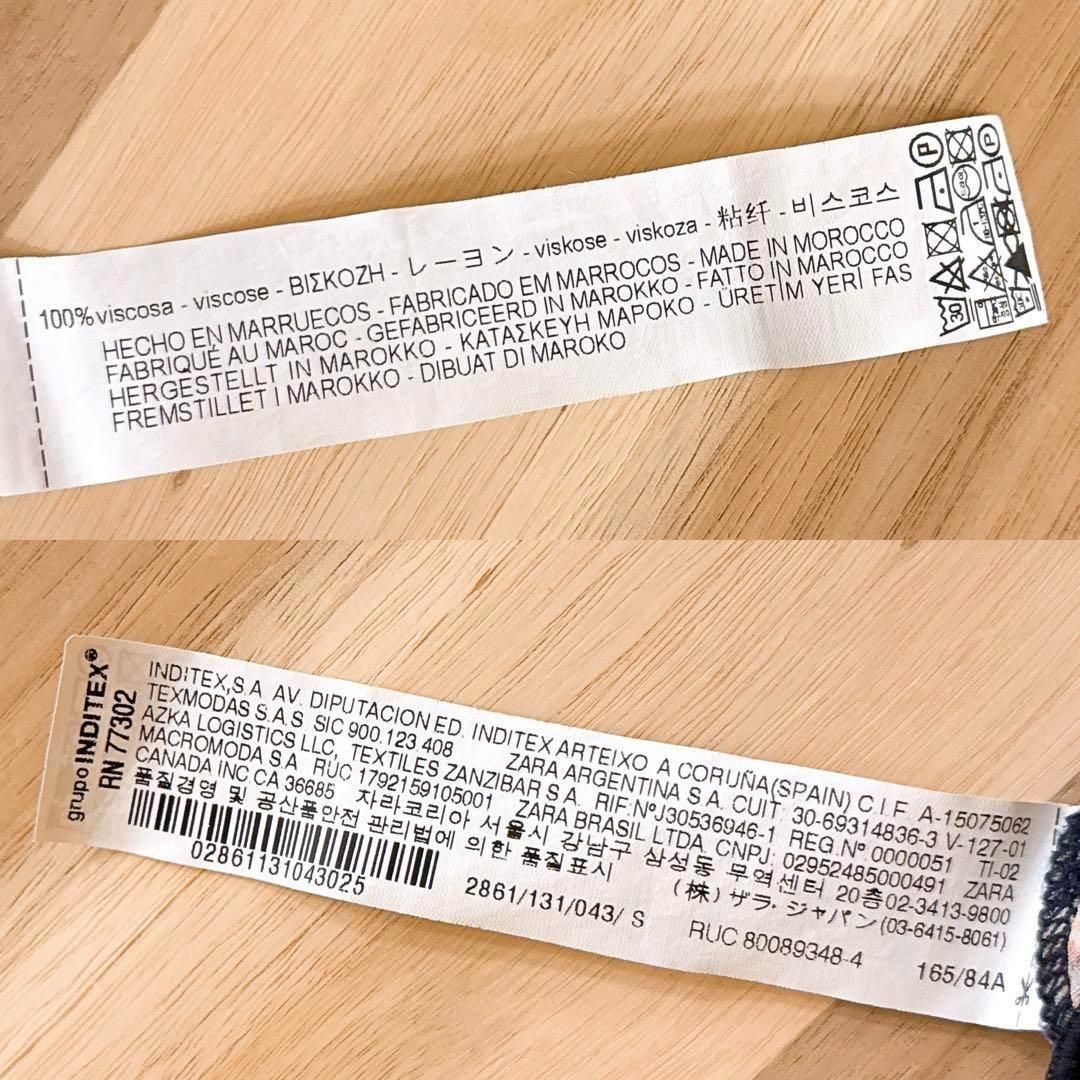 100% viscosa - viscose - ΒΙΣΚΟΖΗ - レーヨン - viskose - viskoza - 粘纤 - 비스코스
HECHO EN MARRUECOS - FABRICADO EM MARROCOS - MADE IN MOROCCO
FABRIQUÉ AU MAROC - GEFABRICEERD IN MAROKKO - FATTO IN MAROCCO
HERGESTELLT IN MAROKKO - ΚΑΤΑΣΚΕΥΗ ΜΑΡΟΚΟ - ÜRETİM YERİ FAS
FREMSTILLET I MAROKKO - DIBUAT DI MAROKO
P P
30
grupo INDITEX®
RN 77302
INDITEX,S.A. AV. DIPUTACION ED. INDITEX ARTEIXO A CORUÑA(SPAIN) C.I.F. A-15075062
TEXMODAS S.A.S. SIC 900.123.408 ZARA ARGENTINA S.A. CUIT: 30-69314836-3 V-127-01
AZKA LOGISTICS LLC, TEXTILES ZANZIBAR S.A. RIF:Nº J30536946-1 REG.Nº 0000051 TI-02
MACROMODA S.A. RUC 1792159105001 ZARA BRASIL LTDA. CNPJ: 02952485000491 ZARA
CANADA INC CA 36685 자라코리아 서울시 강남구 삼성동 무역센터 20층02-3413-9800
품질경영 및 공산품안전 관리법에 의한 품질표시 (株) ザラ・ジャパン(03-6415-8061)
02861131043025
2861/131/043/ S RUC 80089348-4 165/84A